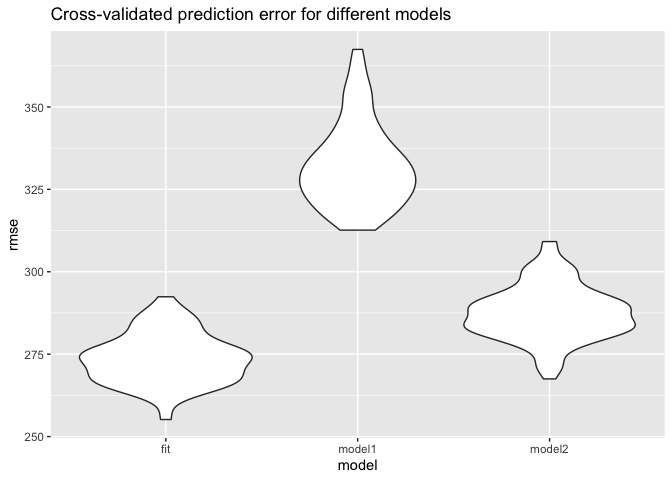 Cross-validated prediction error for different models
rmse
350
325
300
275
250
fit model1 model2
model